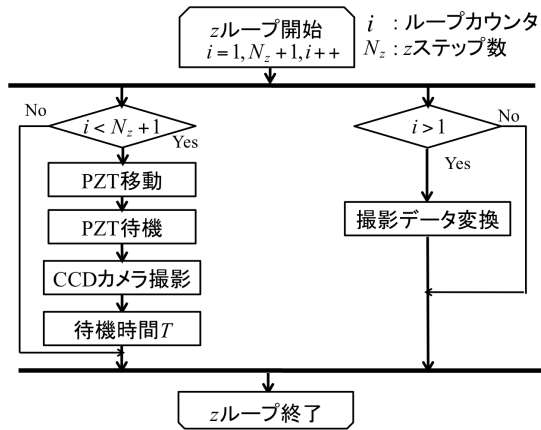 zループ開始
i=1, N_z+1, i++
i : ループカウンタ
N_z : zステップ数
No
i < N_z +1
Yes
PZT移動
PZT待機
CCDカメラ撮影
待機時間T
No
i >1
Yes
撮影データ変換
zループ終了